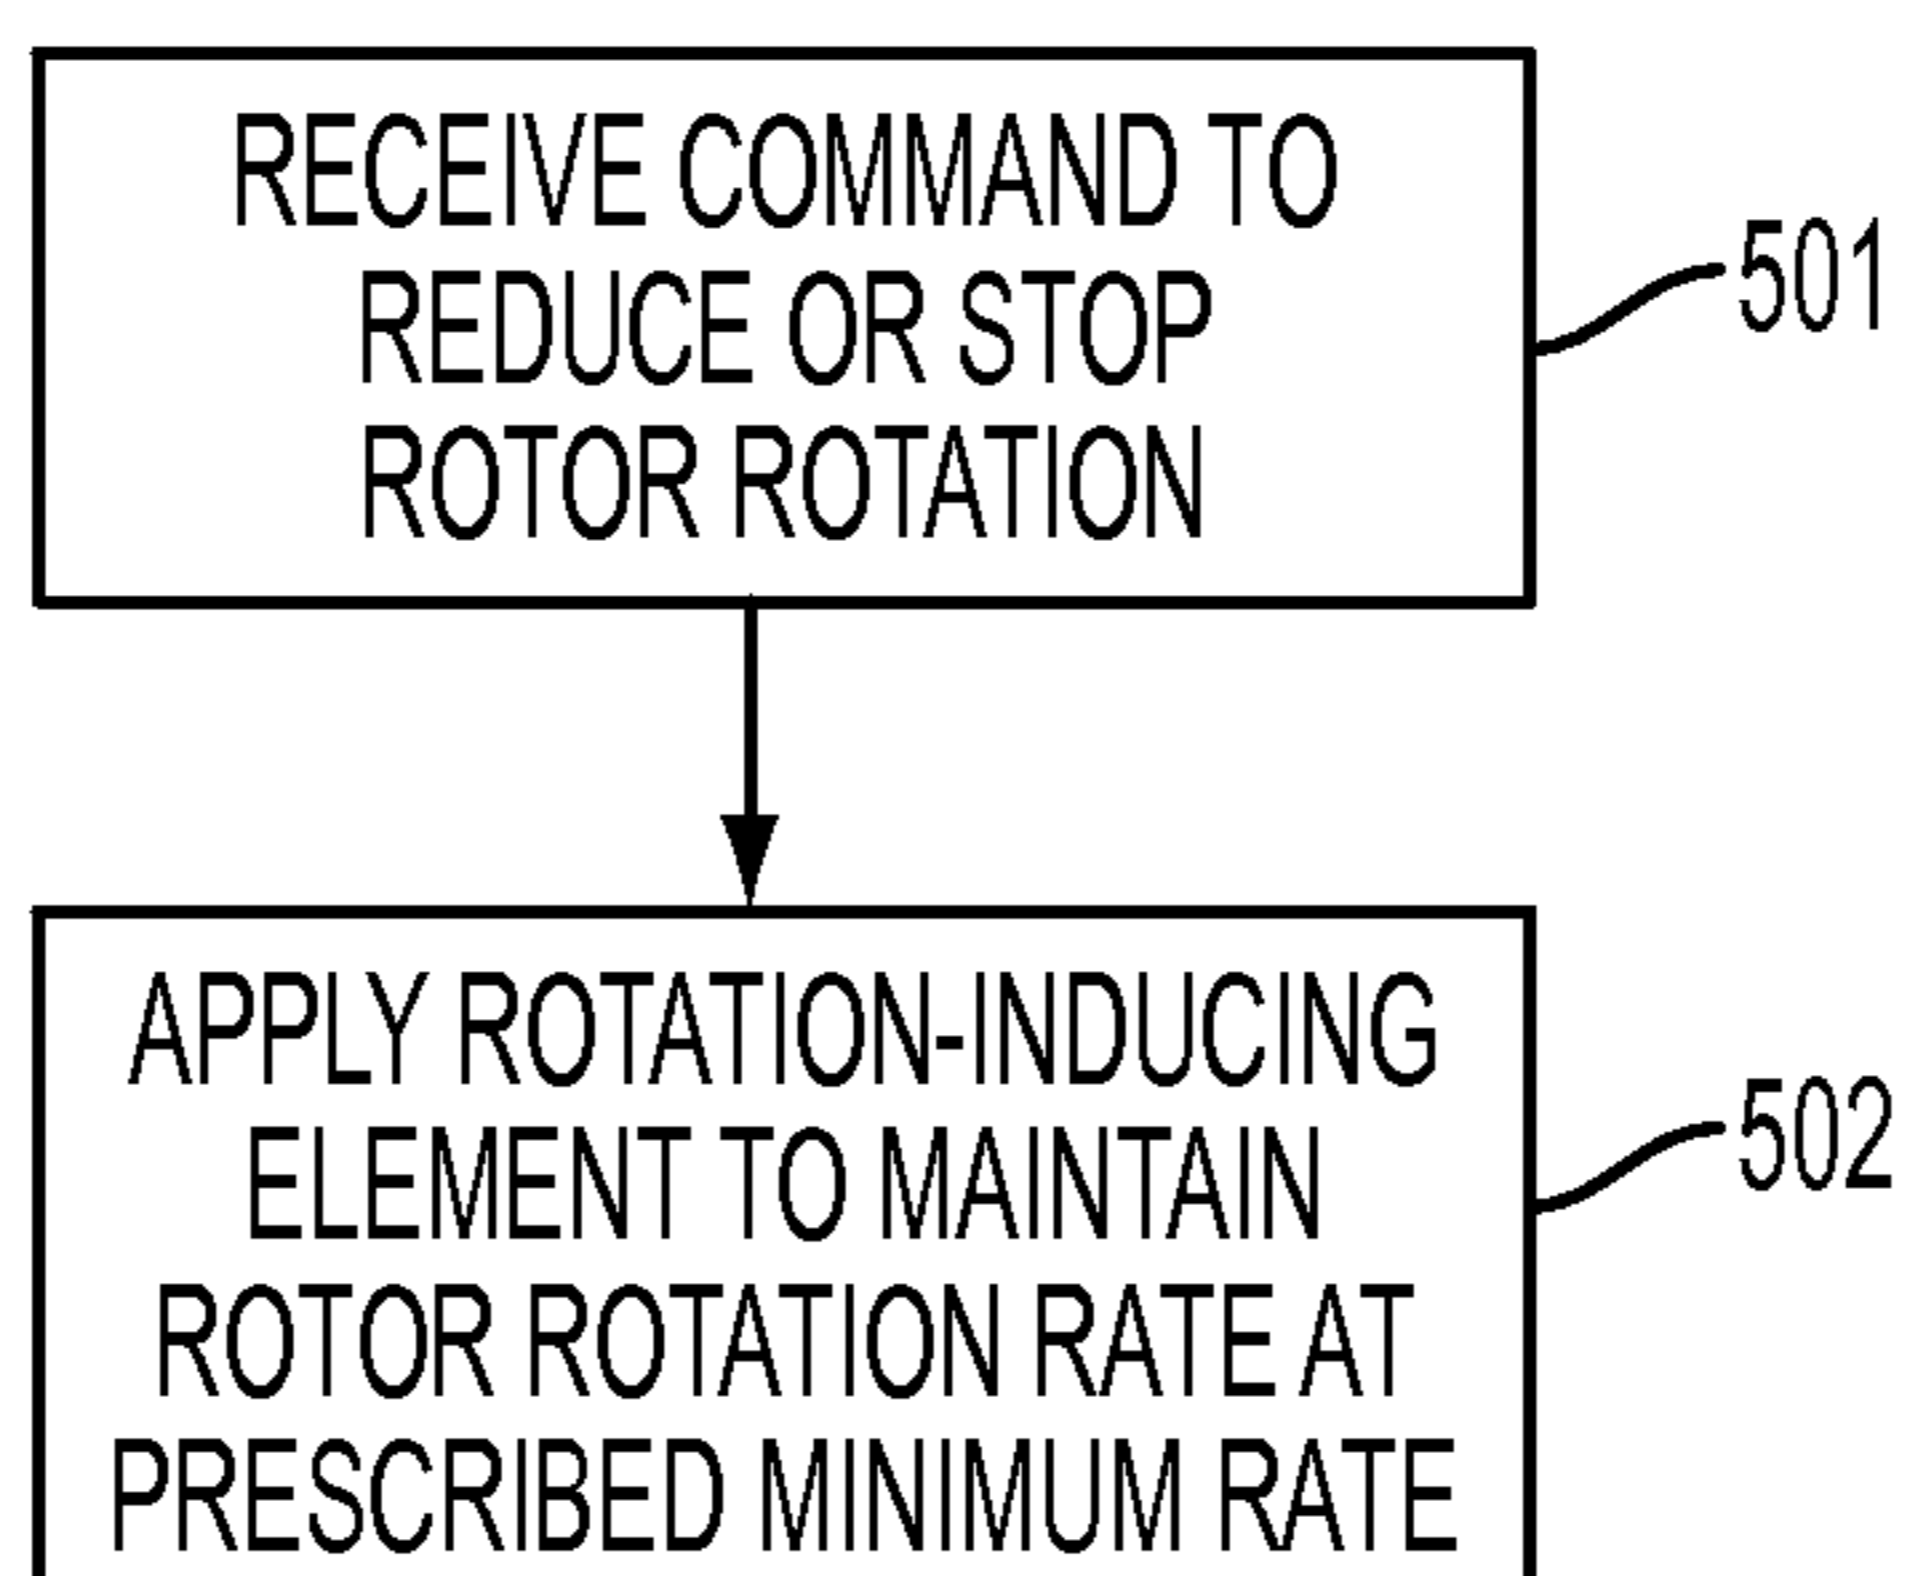 RECEIVE COMMAND TO
REDUCE OR STOP
ROTOR ROTATION
501
APPLY ROTATION-INDUCING
ELEMENT TO MAINTAIN
ROTOR ROTATION RATE AT
PRESCRIBED MINIMUM RATE
502